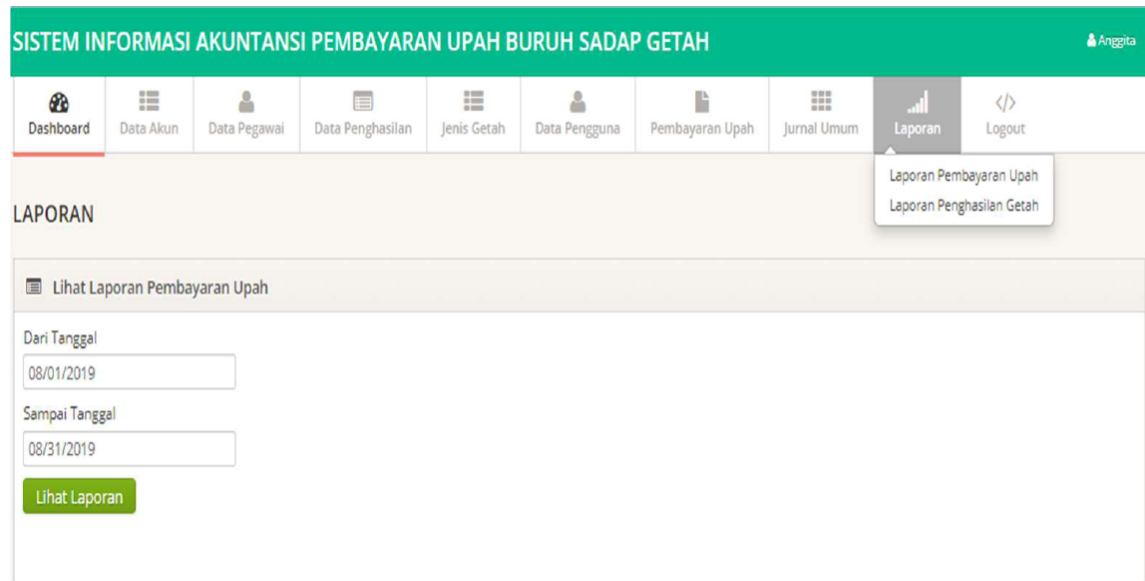 SISTEM INFORMASI AKUNTANSI PEMBAYARAN UPAH BURUH SADAP GETAH
Anggita
Dashboard
Data Akun
Data Pegawai
Data Penghasilan
Jenis Getah
Data Pengguna
Pembayaran Upah
Jurnal Umum
Laporan
Logout
Laporan Pembayaran Upah
Laporan Penghasilan Getah
LAPORAN
Lihat Laporan Pembayaran Upah
Dari Tanggal
08/01/2019
Sampai Tanggal
08/31/2019
Lihat Laporan